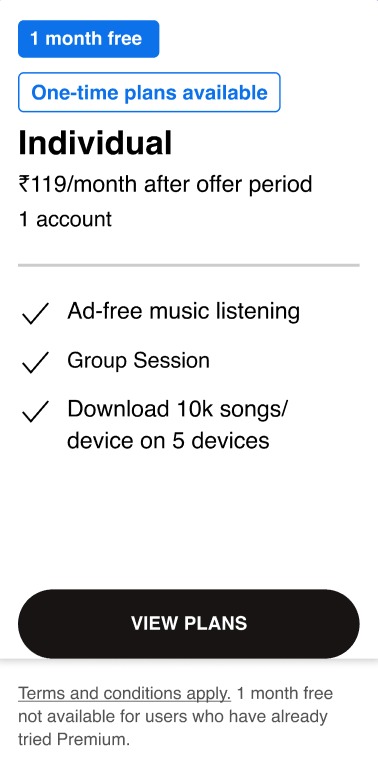 1 month free
One-time plans available
Individual
₹119/month after offer period
1 account
Ad-free music listening
Group Session
Download 10k songs/
device on 5 devices
VIEW PLANS
Terms and conditions apply. 1 month free
not available for users who have already
tried Premium.